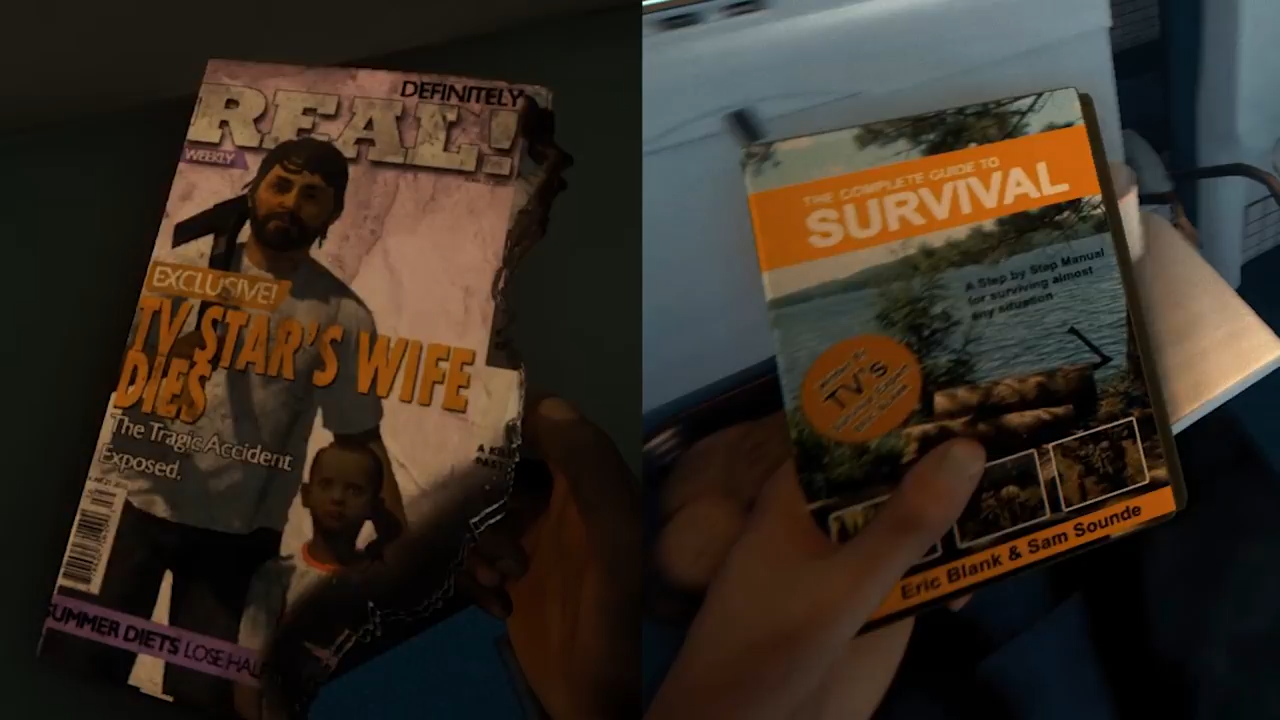 DEFINITELY
REAL!
WEEKLY
EXCLUSIVE!
TV STAR'S WIFE
DIES
The Tragic Accident
Exposed.
SUMMER DIETS LOSE HAL
THE COMPLETE GUIDE TO
SURVIVAL
A Step by Step Manual
for surviving almost
any situation
TV'S
Eric Blank & Sam Sounde